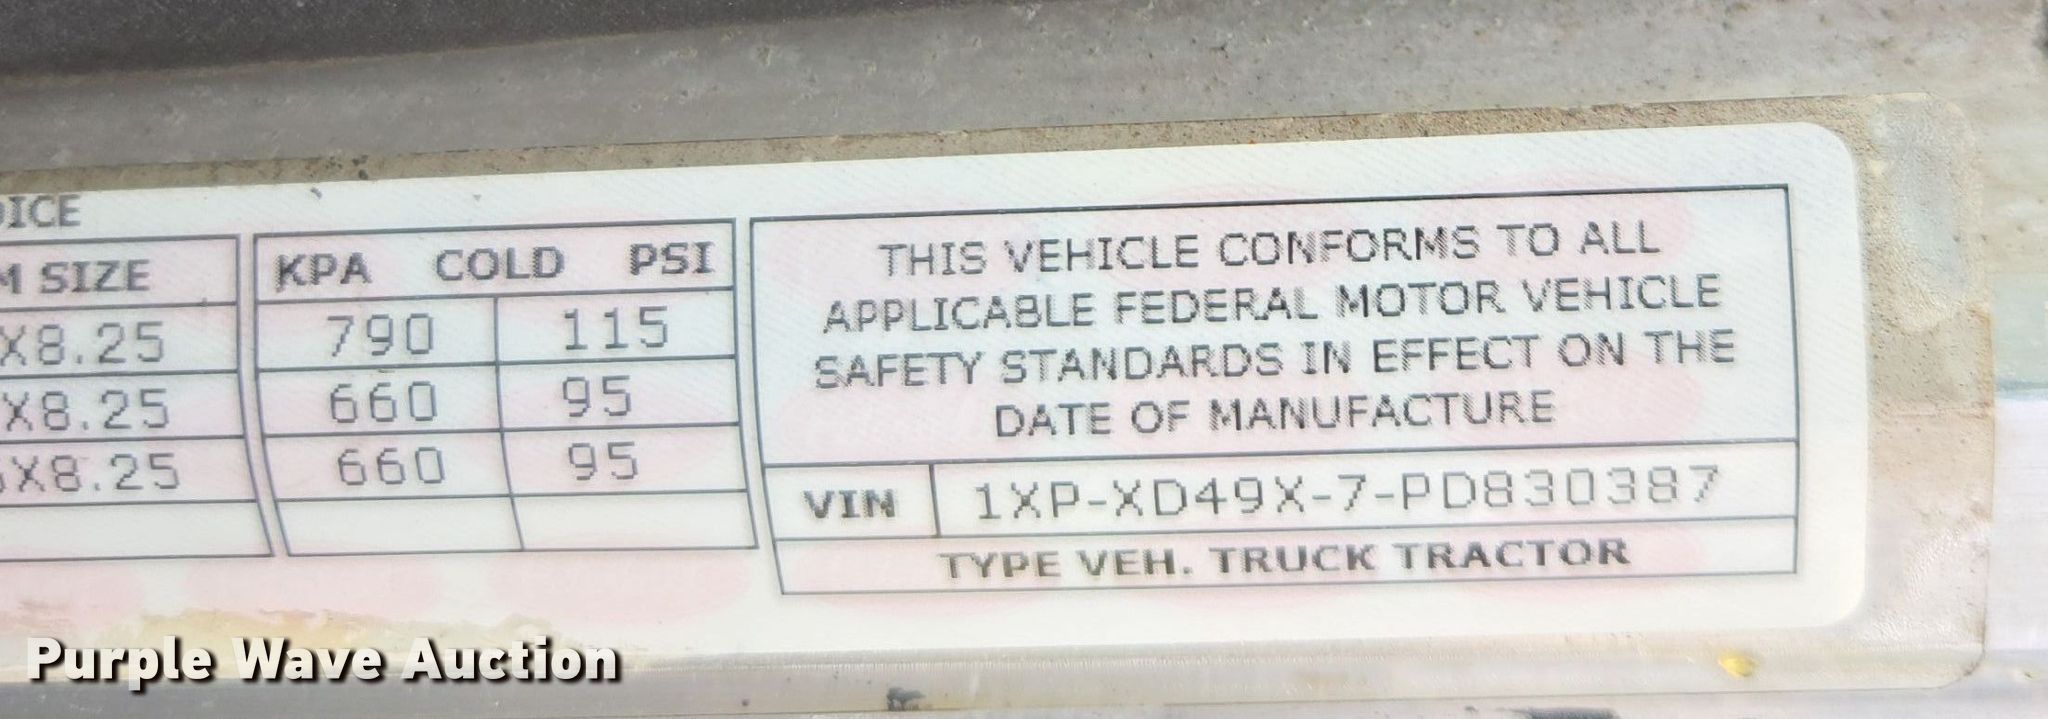 OICE
M SIZE
X8.25
X8.25
X8.25
KPA COLD PSI
790 115
660 95
660 95
THIS VEHICLE CONFORMS TO ALL
APPLICABLE FEDERAL MOTOR VEHICLE
SAFETY STANDARDS IN EFFECT ON THE
DATE OF MANUFACTURE
VIN 1XP-XD49X-7-PD830387
TYPE VEH. TRUCK TRACTOR
Purple Wave Auction